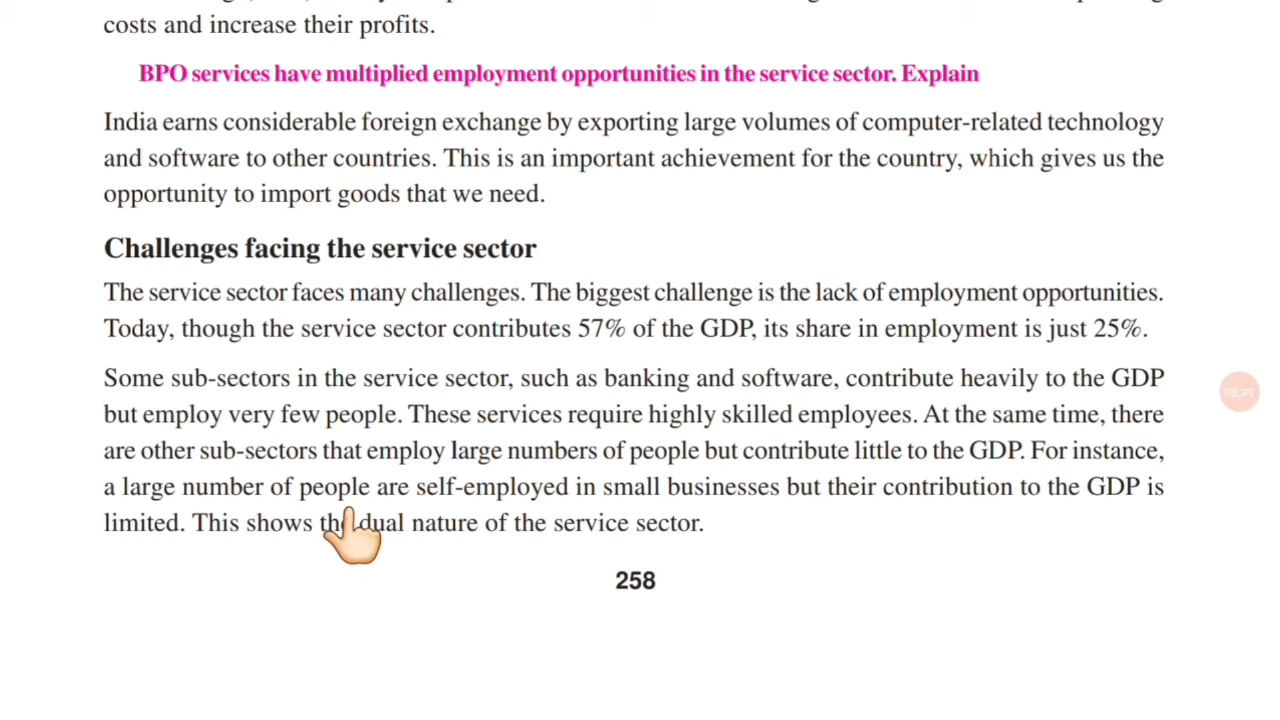 costs and increase their profits.
BPO services have multiplied employment opportunities in the service sector. Explain
India earns considerable foreign exchange by exporting large volumes of computer-related technology
and software to other countries. This is an important achievement for the country, which gives us the
opportunity to import goods that we need.
Challenges facing the service sector
The service sector faces many challenges. The biggest challenge is the lack of employment opportunities.
Today, though the service sector contributes 57% of the GDP, its share in employment is just 25%.
Some sub-sectors in the service sector, such as banking and software, contribute heavily to the GDP
but employ very few people. These services require highly skilled employees. At the same time, there
are other sub-sectors that employ large numbers of people but contribute little to the GDP. For instance,
a large number of people are self-employed in small businesses but their contribution to the GDP is
limited. This shows the dual nature of the service sector.
258